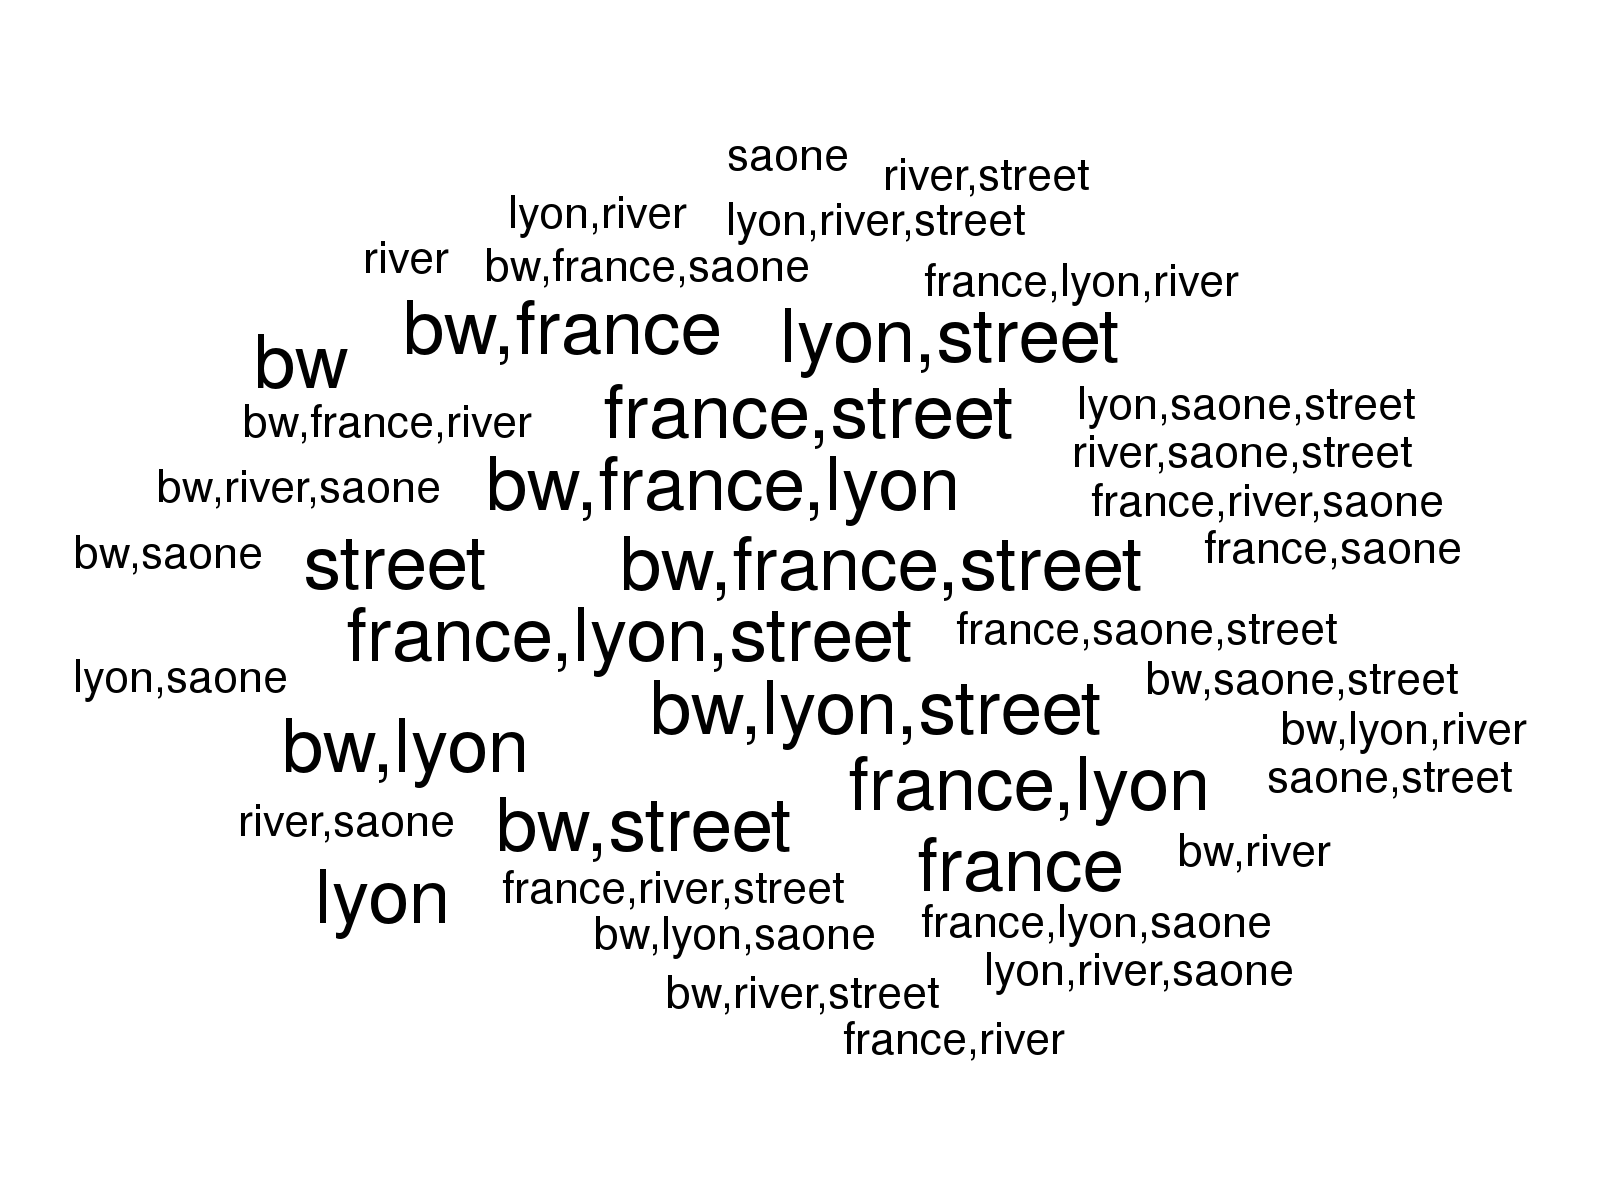 saone
river,street
lyon,river
lyon,river,street
river
bw,france,saone
france,lyon,river
bw,france
lyon,street
bw
france,street
lyon,saone,street
bw,france,river
river,saone,street
bw,france,lyon
bw,river,saone
france,river,saone
bw,saone
street
bw,france,street
france,saone
france,lyon,street
france,saone,street
lyon,saone
bw,saone,street
bw,lyon,street
bw,lyon,river
bw,lyon
france,lyon
saone,street
river,saone
bw,street
bw,river
france
lyon
france,river,street
bw,lyon,saone
france,lyon,saone
lyon,river,saone
bw,river,street
france,river